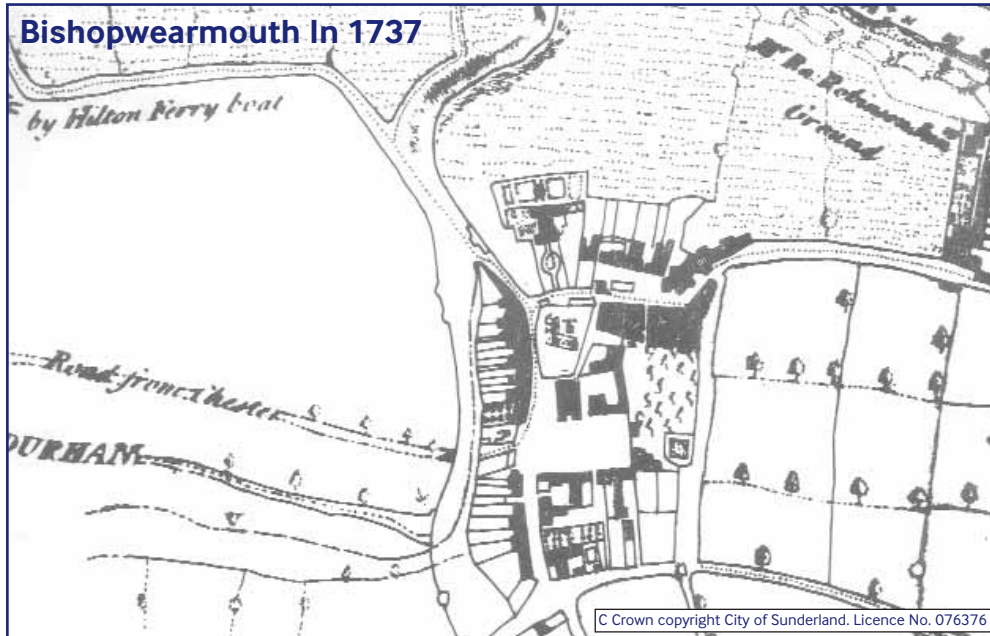 Bishopwearmouth In 1737
by Hilton Ferry boat
Ground
Road from Chester
DURHAM
C Crown copyright City of Sunderland. Licence No. 076376